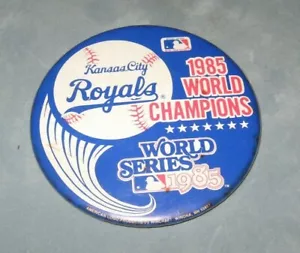 Kansas City
Royals
1985
WORLD
CHAMPIONS
WORLD
SERIES
1985